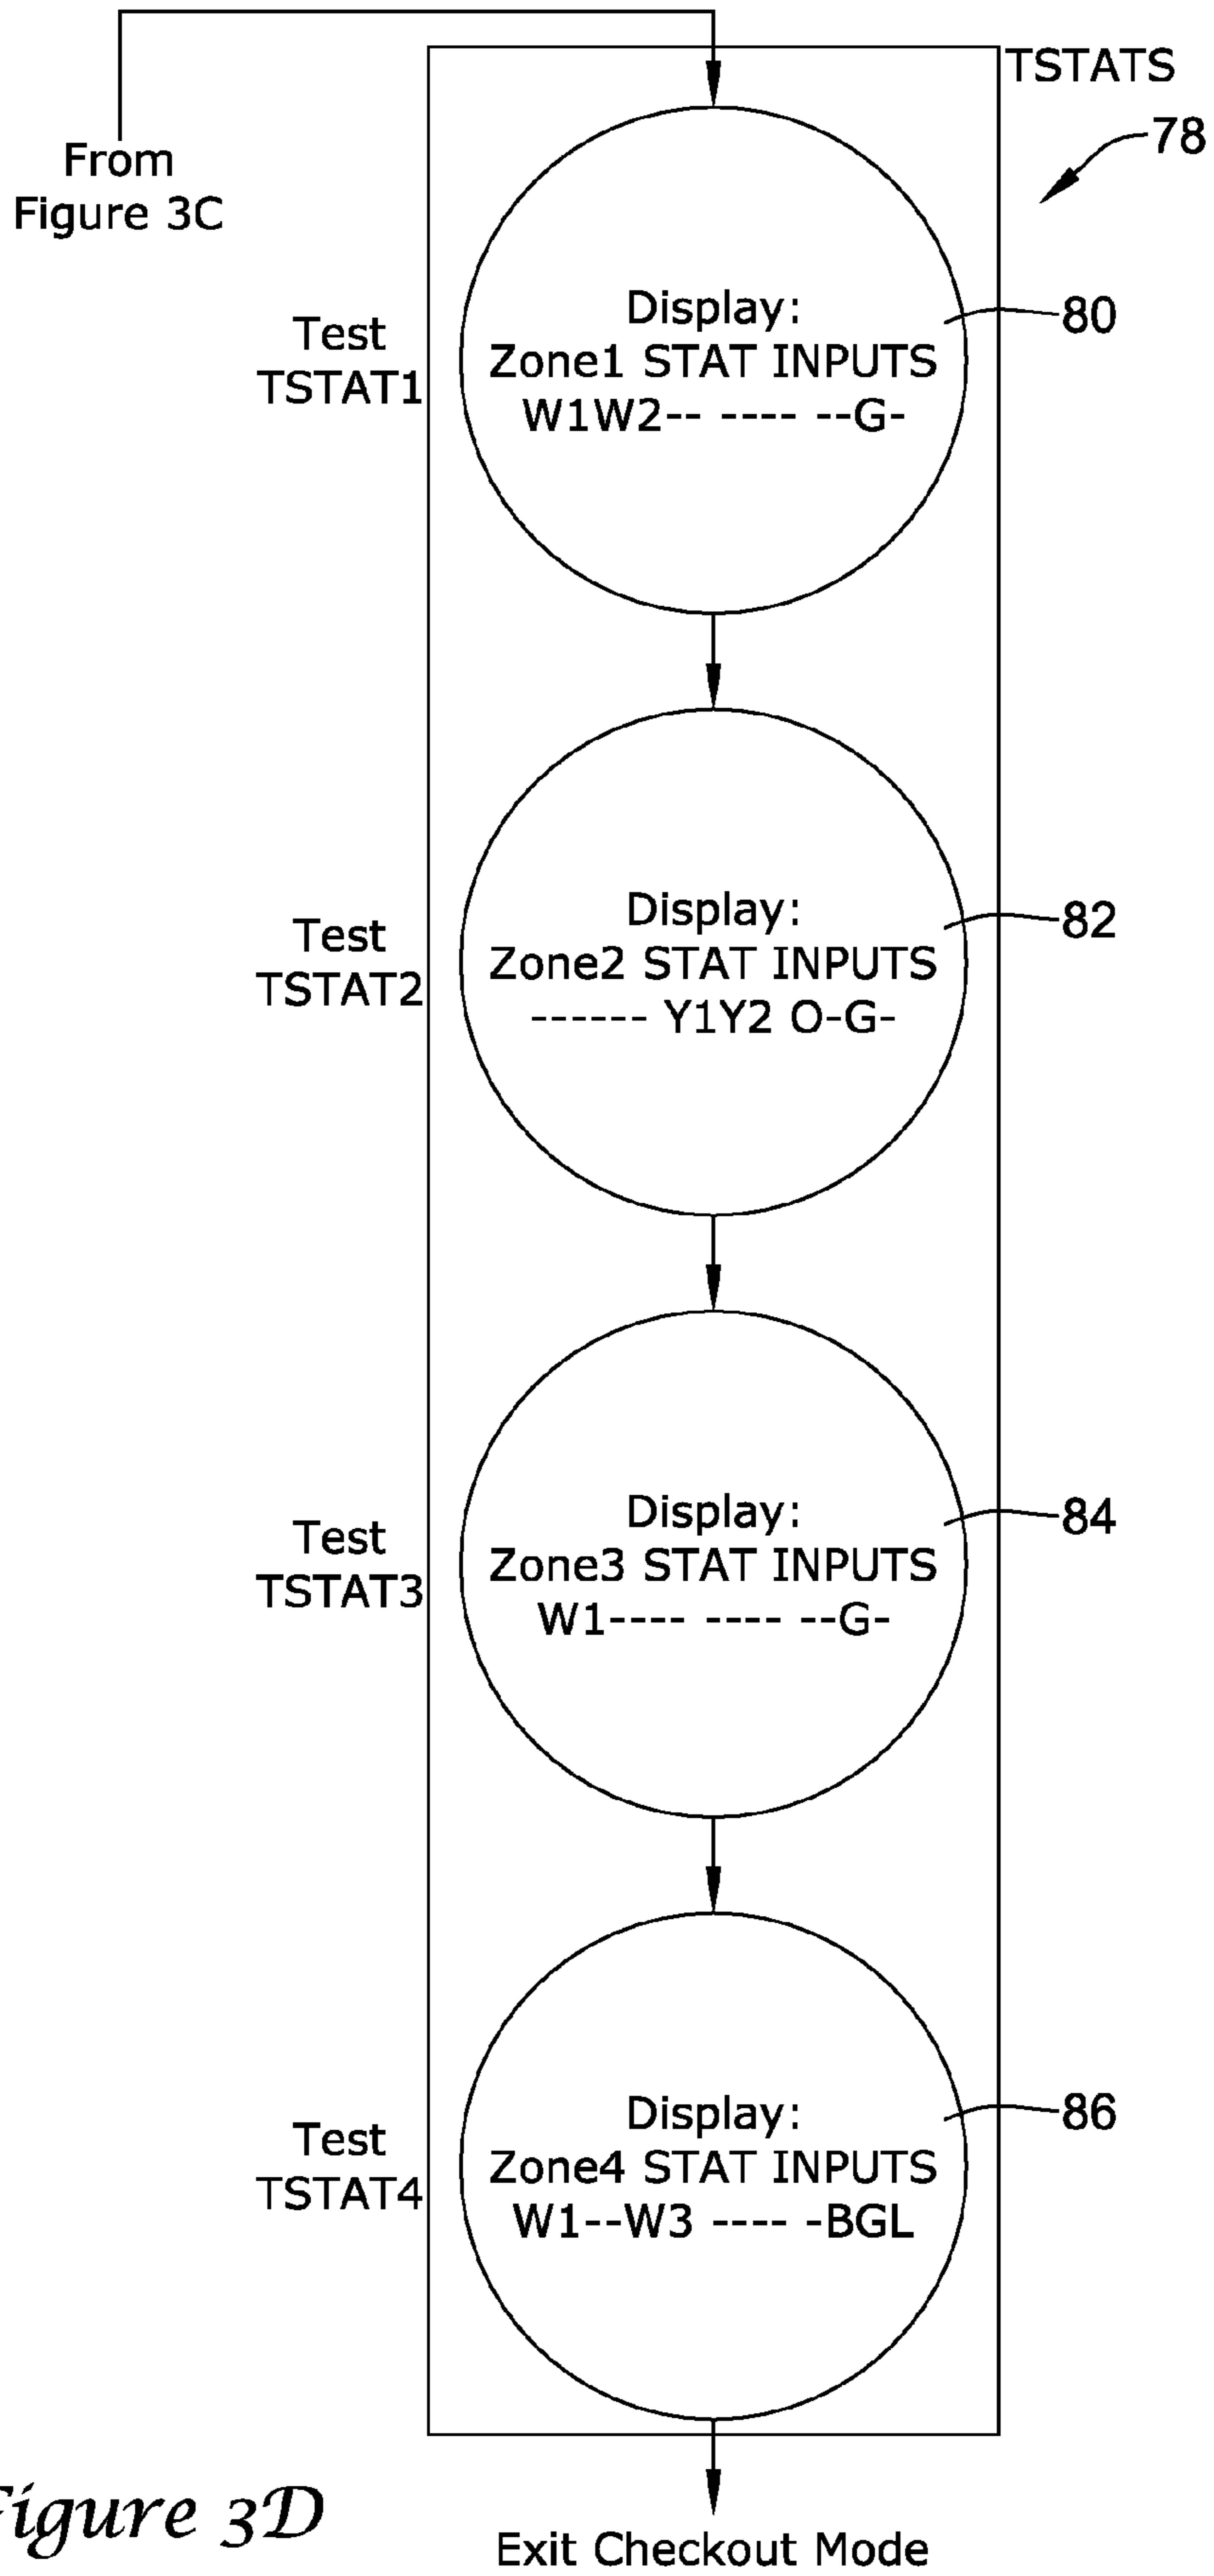 TSTATS
78
From
Figure 3C
Test
TSTAT1
Display:
Zone1 STAT INPUTS
W1W2-- ---- --G-
80
Test
TSTAT2
Display:
Zone2 STAT INPUTS
------ Y1Y2 O-G-
82
Test
TSTAT3
Display:
Zone3 STAT INPUTS
W1---- ---- --G-
84
Test
TSTAT4
Display:
Zone4 STAT INPUTS
W1--W3 ---- -BGL
86
Figure 3D
Exit Checkout Mode